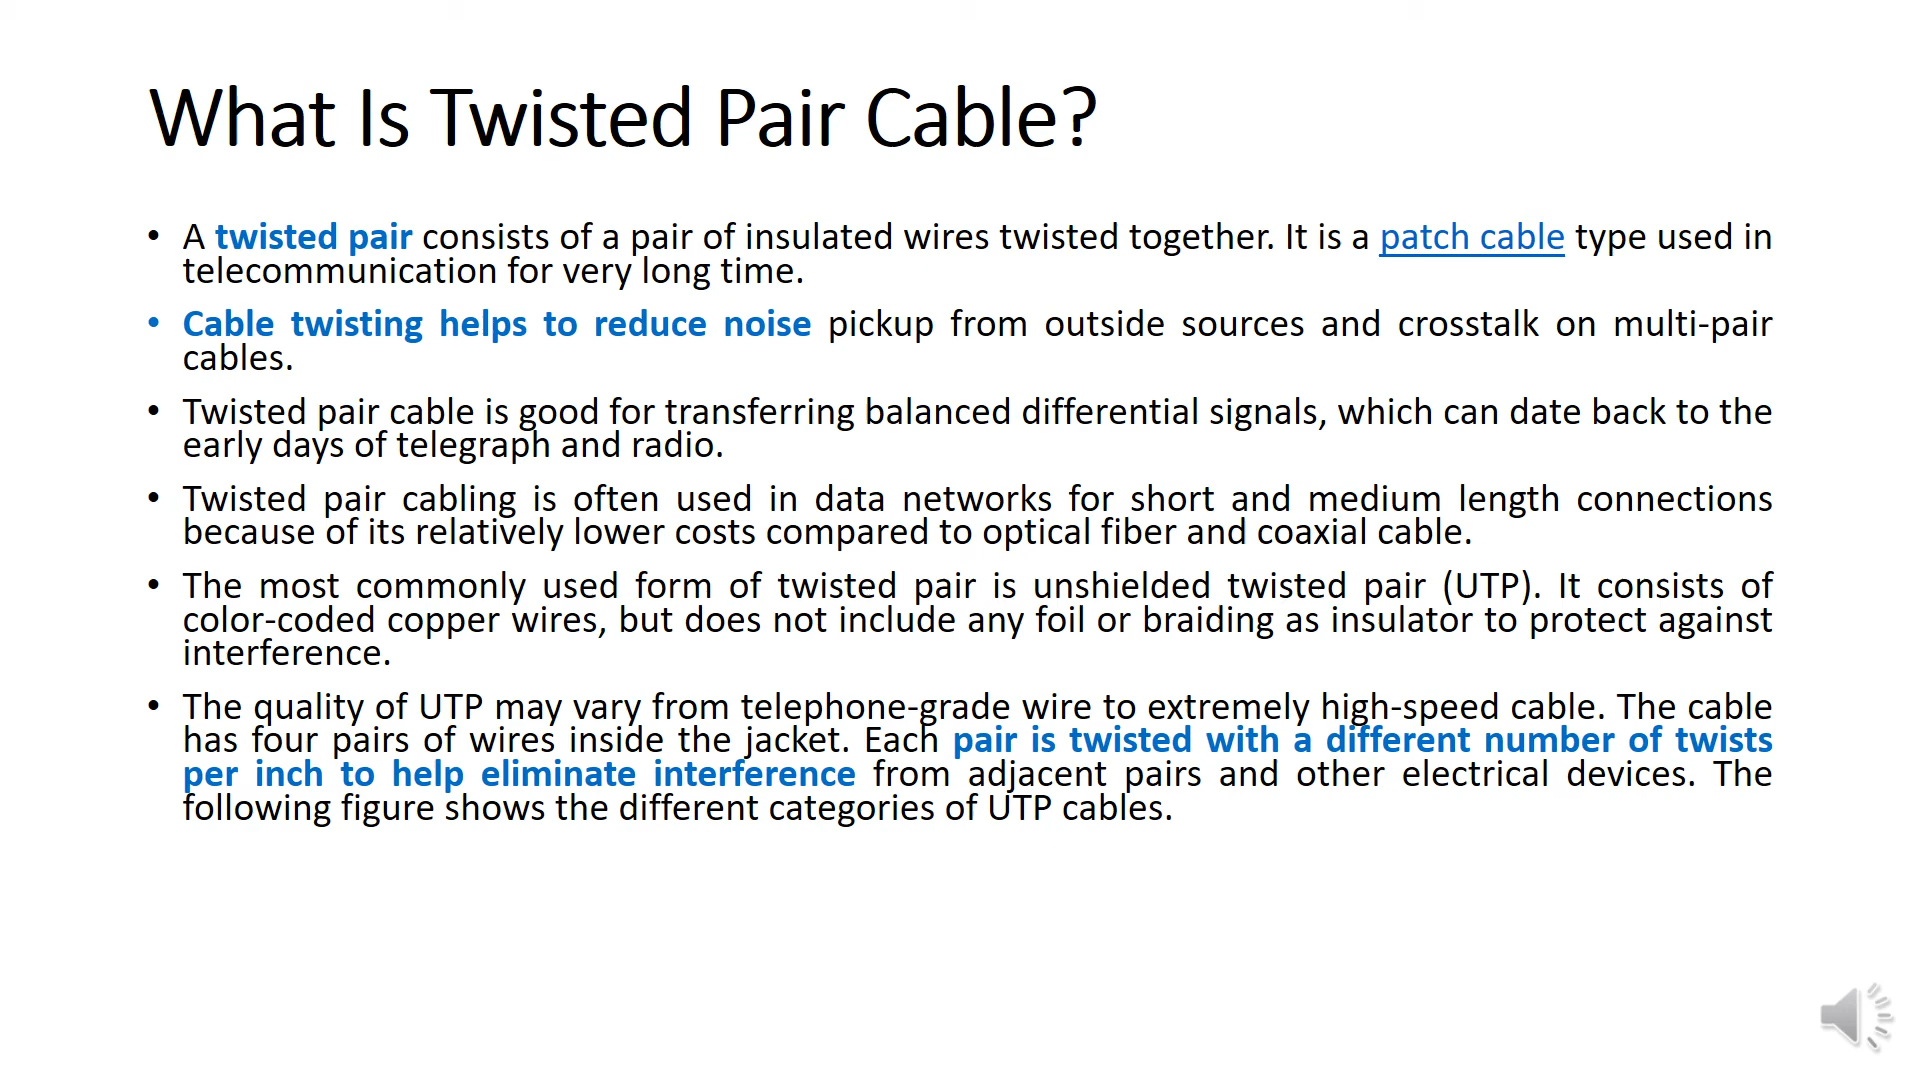 What Is Twisted Pair Cable?
• A twisted pair consists of a pair of insulated wires twisted together. It is a patch cable type used in
telecommunication for very long time.
• Cable twisting helps to reduce noise pickup from outside sources and crosstalk on multi-pair
cables.
• Twisted pair cable is good for transferring balanced differential signals, which can date back to the
early days of telegraph and radio.
• Twisted pair cabling is often used in data networks for short and medium length connections
because of its relatively lower costs compared to optical fiber and coaxial cable.
• The most commonly used form of twisted pair is unshielded twisted pair (UTP). It consists of
color-coded copper wires, but does not include any foil or braiding as insulator to protect against
interference.
• The quality of UTP may vary from telephone-grade wire to extremely high-speed cable. The cable
has four pairs of wires inside the jacket. Each pair is twisted with a different number of twists
per inch to help eliminate interference from adjacent pairs and other electrical devices. The
following figure shows the different categories of UTP cables.